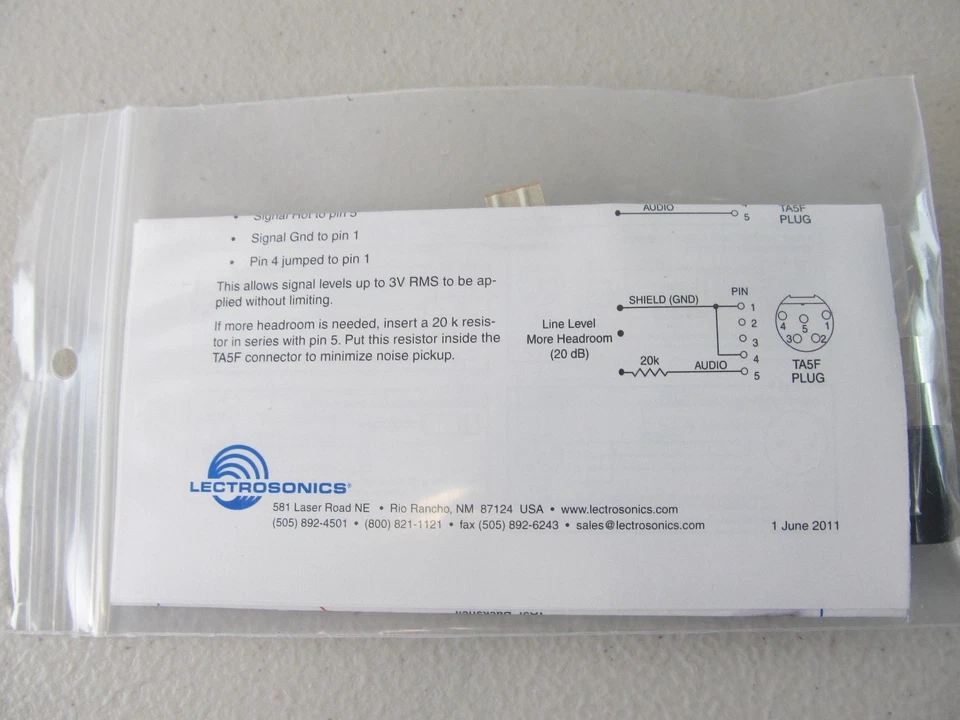 Signal Hot to pin 5
• Signal Gnd to pin 1
• Pin 4 jumped to pin 1
This allows signal levels up to 3V RMS to be ap-
plied without limiting.
If more headroom is needed, insert a 20 k resis-
tor in series with pin 5. Put this resistor inside the
TA5F connector to minimize noise pickup.
AUDIO
5
TA5F
PLUG
Line Level
More Headroom
(20 dB)
SHIELD (GND)
PIN
1
2
3
4
20k
AUDIO
5
4
5
1
3
2
TA5F
PLUG
LECTROSONICS®
581 Laser Road NE • Rio Rancho, NM 87124 USA • www.lectrosonics.com
(505) 892-4501 • (800) 821-1121 • fax (505) 892-6243 • sales@lectrosonics.com
1 June 2011